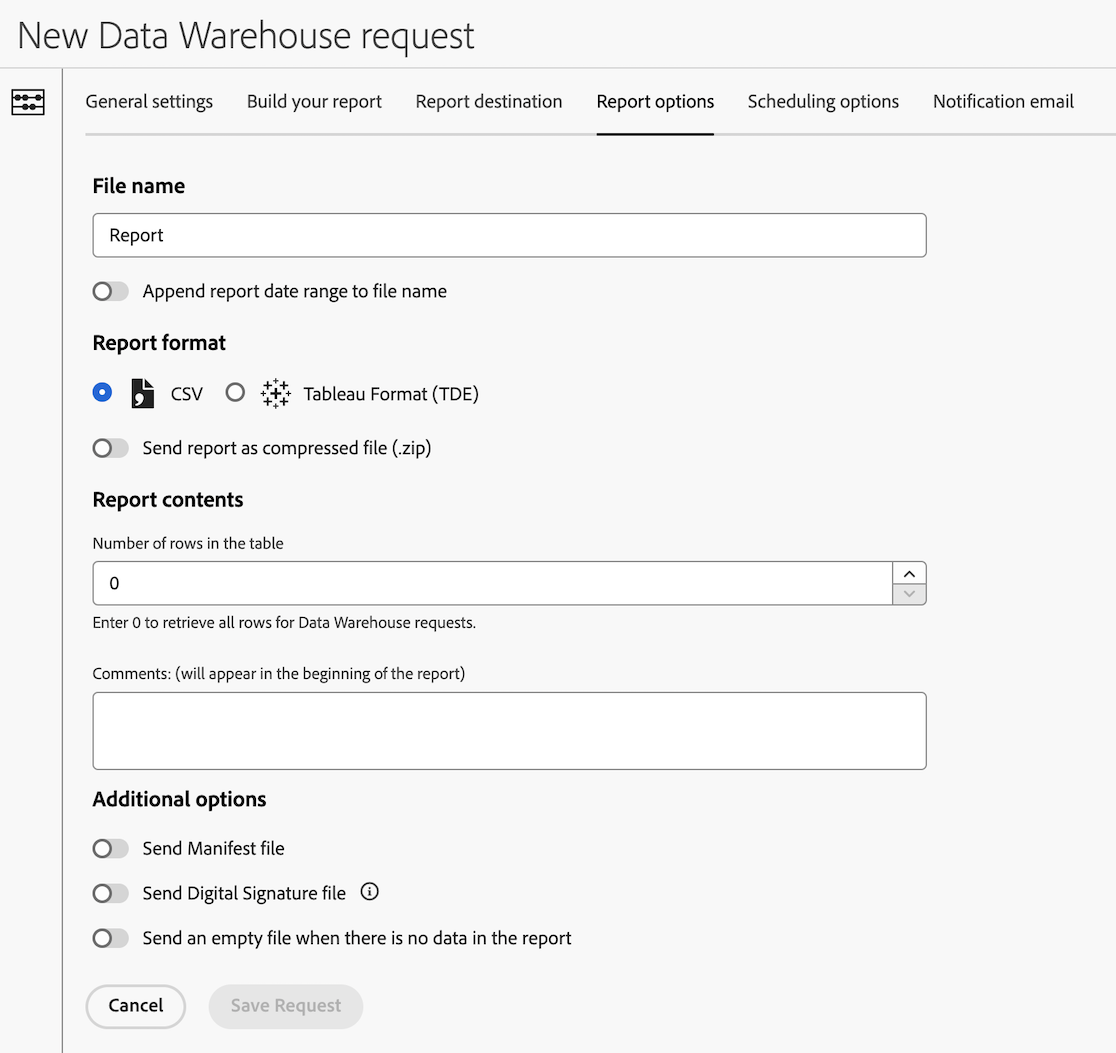 New Data Warehouse request
General settings Build your report Report destination Report options Scheduling options Notification email
File name
Report
Append report date range to file name
Report format
CSV Tableau Format (TDE)
Send report as compressed file (.zip)
Report contents
Number of rows in the table
0
Enter 0 to retrieve all rows for Data Warehouse requests.
Comments: (will appear in the beginning of the report)
Additional options
Send Manifest file
Send Digital Signature file
Send an empty file when there is no data in the report
Cancel Save Request